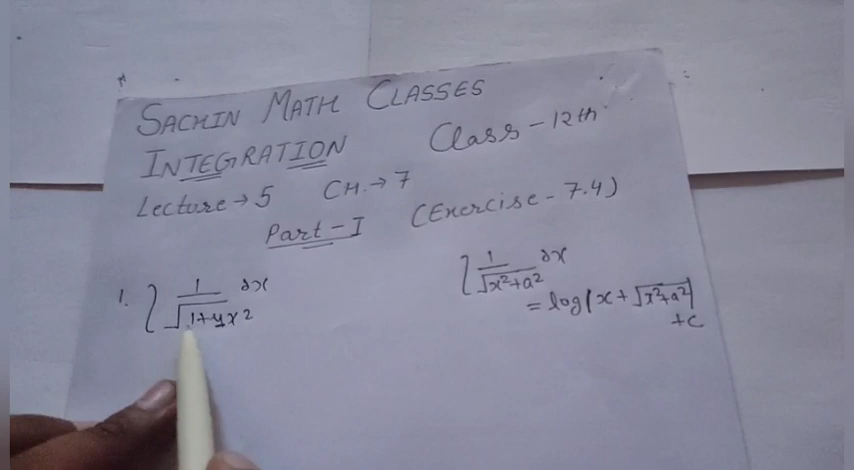 SACHIN MATH CLASSES
INTEGRATION Class - 12th
Lecture → 5 CH. → 7
Part - I (Exercise - 7.4)
1. ∫ 1/√(1+4x²) dx
∫ 1/√(x²+a²) dx
= log|x + √(x²+a²)|
+c